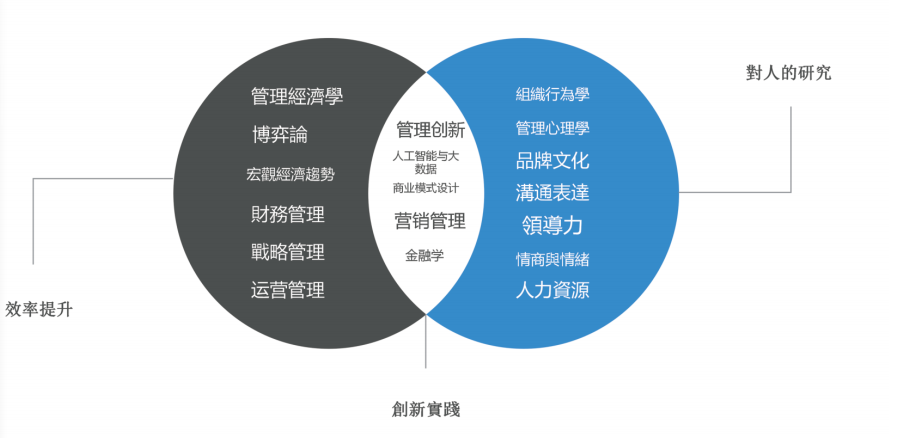 對人的研究
管理經濟學
博弈論
宏觀經濟趨勢
財務管理
戰略管理
运营管理
管理创新
人工智能与大
数据
商业模式设计
营销管理
金融学
組織行為學
管理心理學
品牌文化
溝通表達
領導力
情商與情緒
人力資源
效率提升
創新實踐